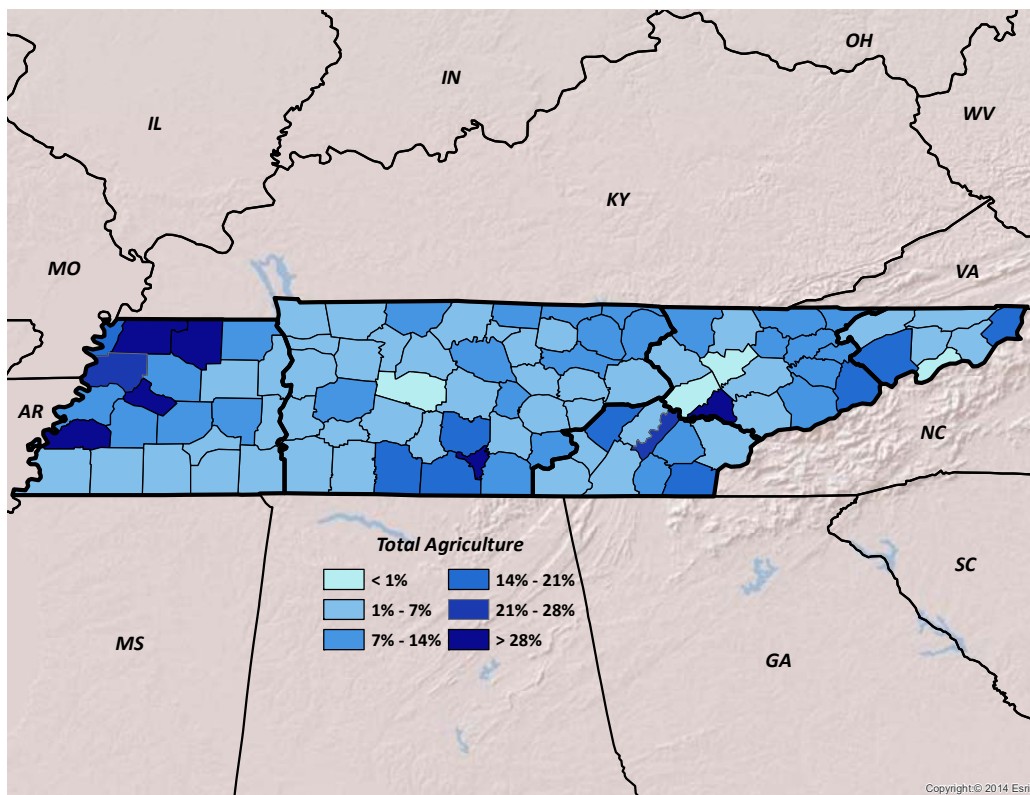 OH
IN
WV
IL
KY
MO
VA
AR
NC
Total Agriculture
< 1%
14% - 21%
1% - 7%
21% - 28%
7% - 14%
> 28%
SC
MS
GA
Copyright:© 2014 Esri